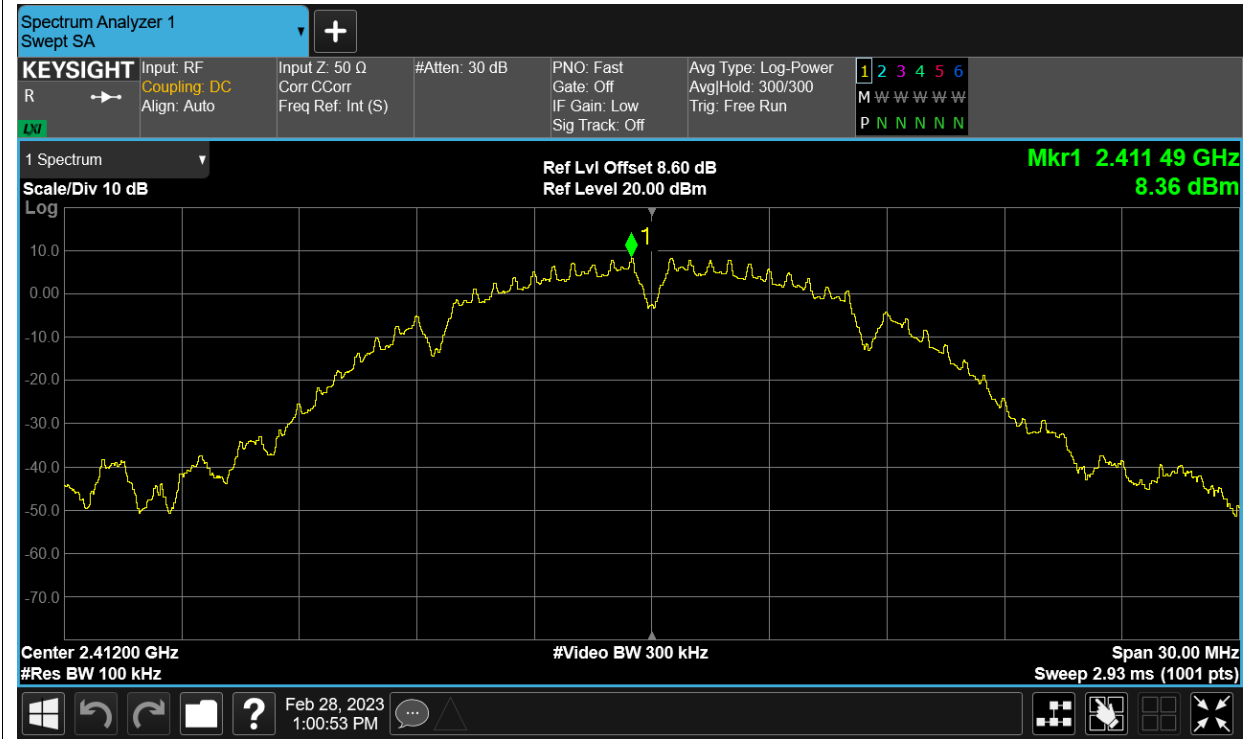 Spectrum Analyzer 1
Swept SA
+
KEYSIGHT
R
LXI
Input: RF
Coupling: DC
Align: Auto
Input Z: 50 Ω
Corr CCorr
Freq Ref: Int (S)
#Atten: 30 dB
PNO: Fast
Gate: Off
IF Gain: Low
Sig Track: Off
Avg Type: Log-Power
Avg|Hold: 300/300
Trig: Free Run
1 2 3 4 5 6
M W W W W W
P N N N N N
1 Spectrum
Scale/Div 10 dB
Log
Ref Lvl Offset 8.60 dB
Ref Level 20.00 dBm
Mkr1 2.411 49 GHz
8.36 dBm
1
10.0
0.00
-10.0
-20.0
-30.0
-40.0
-50.0
-60.0
-70.0
Center 2.41200 GHz
#Res BW 100 kHz
#Video BW 300 kHz
Span 30.00 MHz
Sweep 2.93 ms (1001 pts)
?
Feb 28, 2023
1:00:53 PM